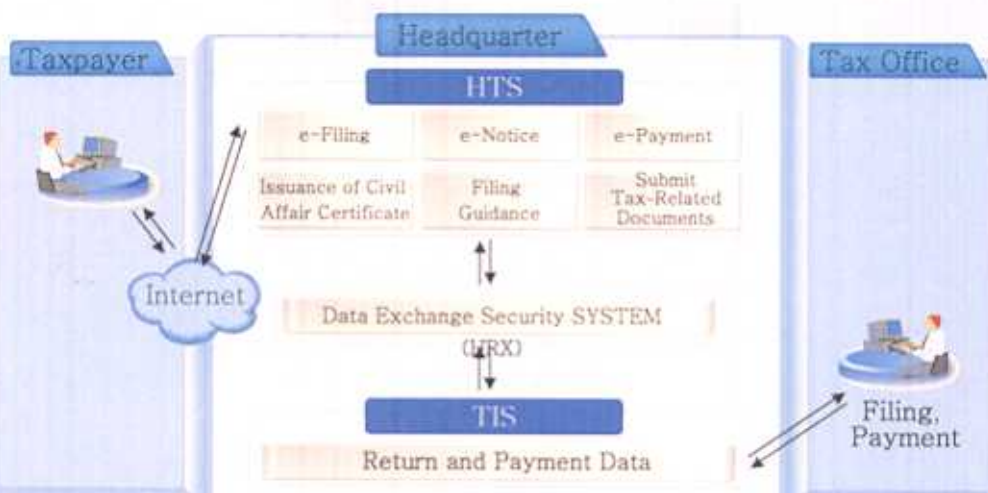 Taxpayer
Headquarter
Tax Office
HTS
e-Filing
e-Notice
e-Payment
Issuance of Civil
Affair Certificate
Filing
Guidance
Submit
Tax-Related
Documents
Internet
Data Exchange Security SYSTEM
TIS
Return and Payment Data
Filing,
Payment